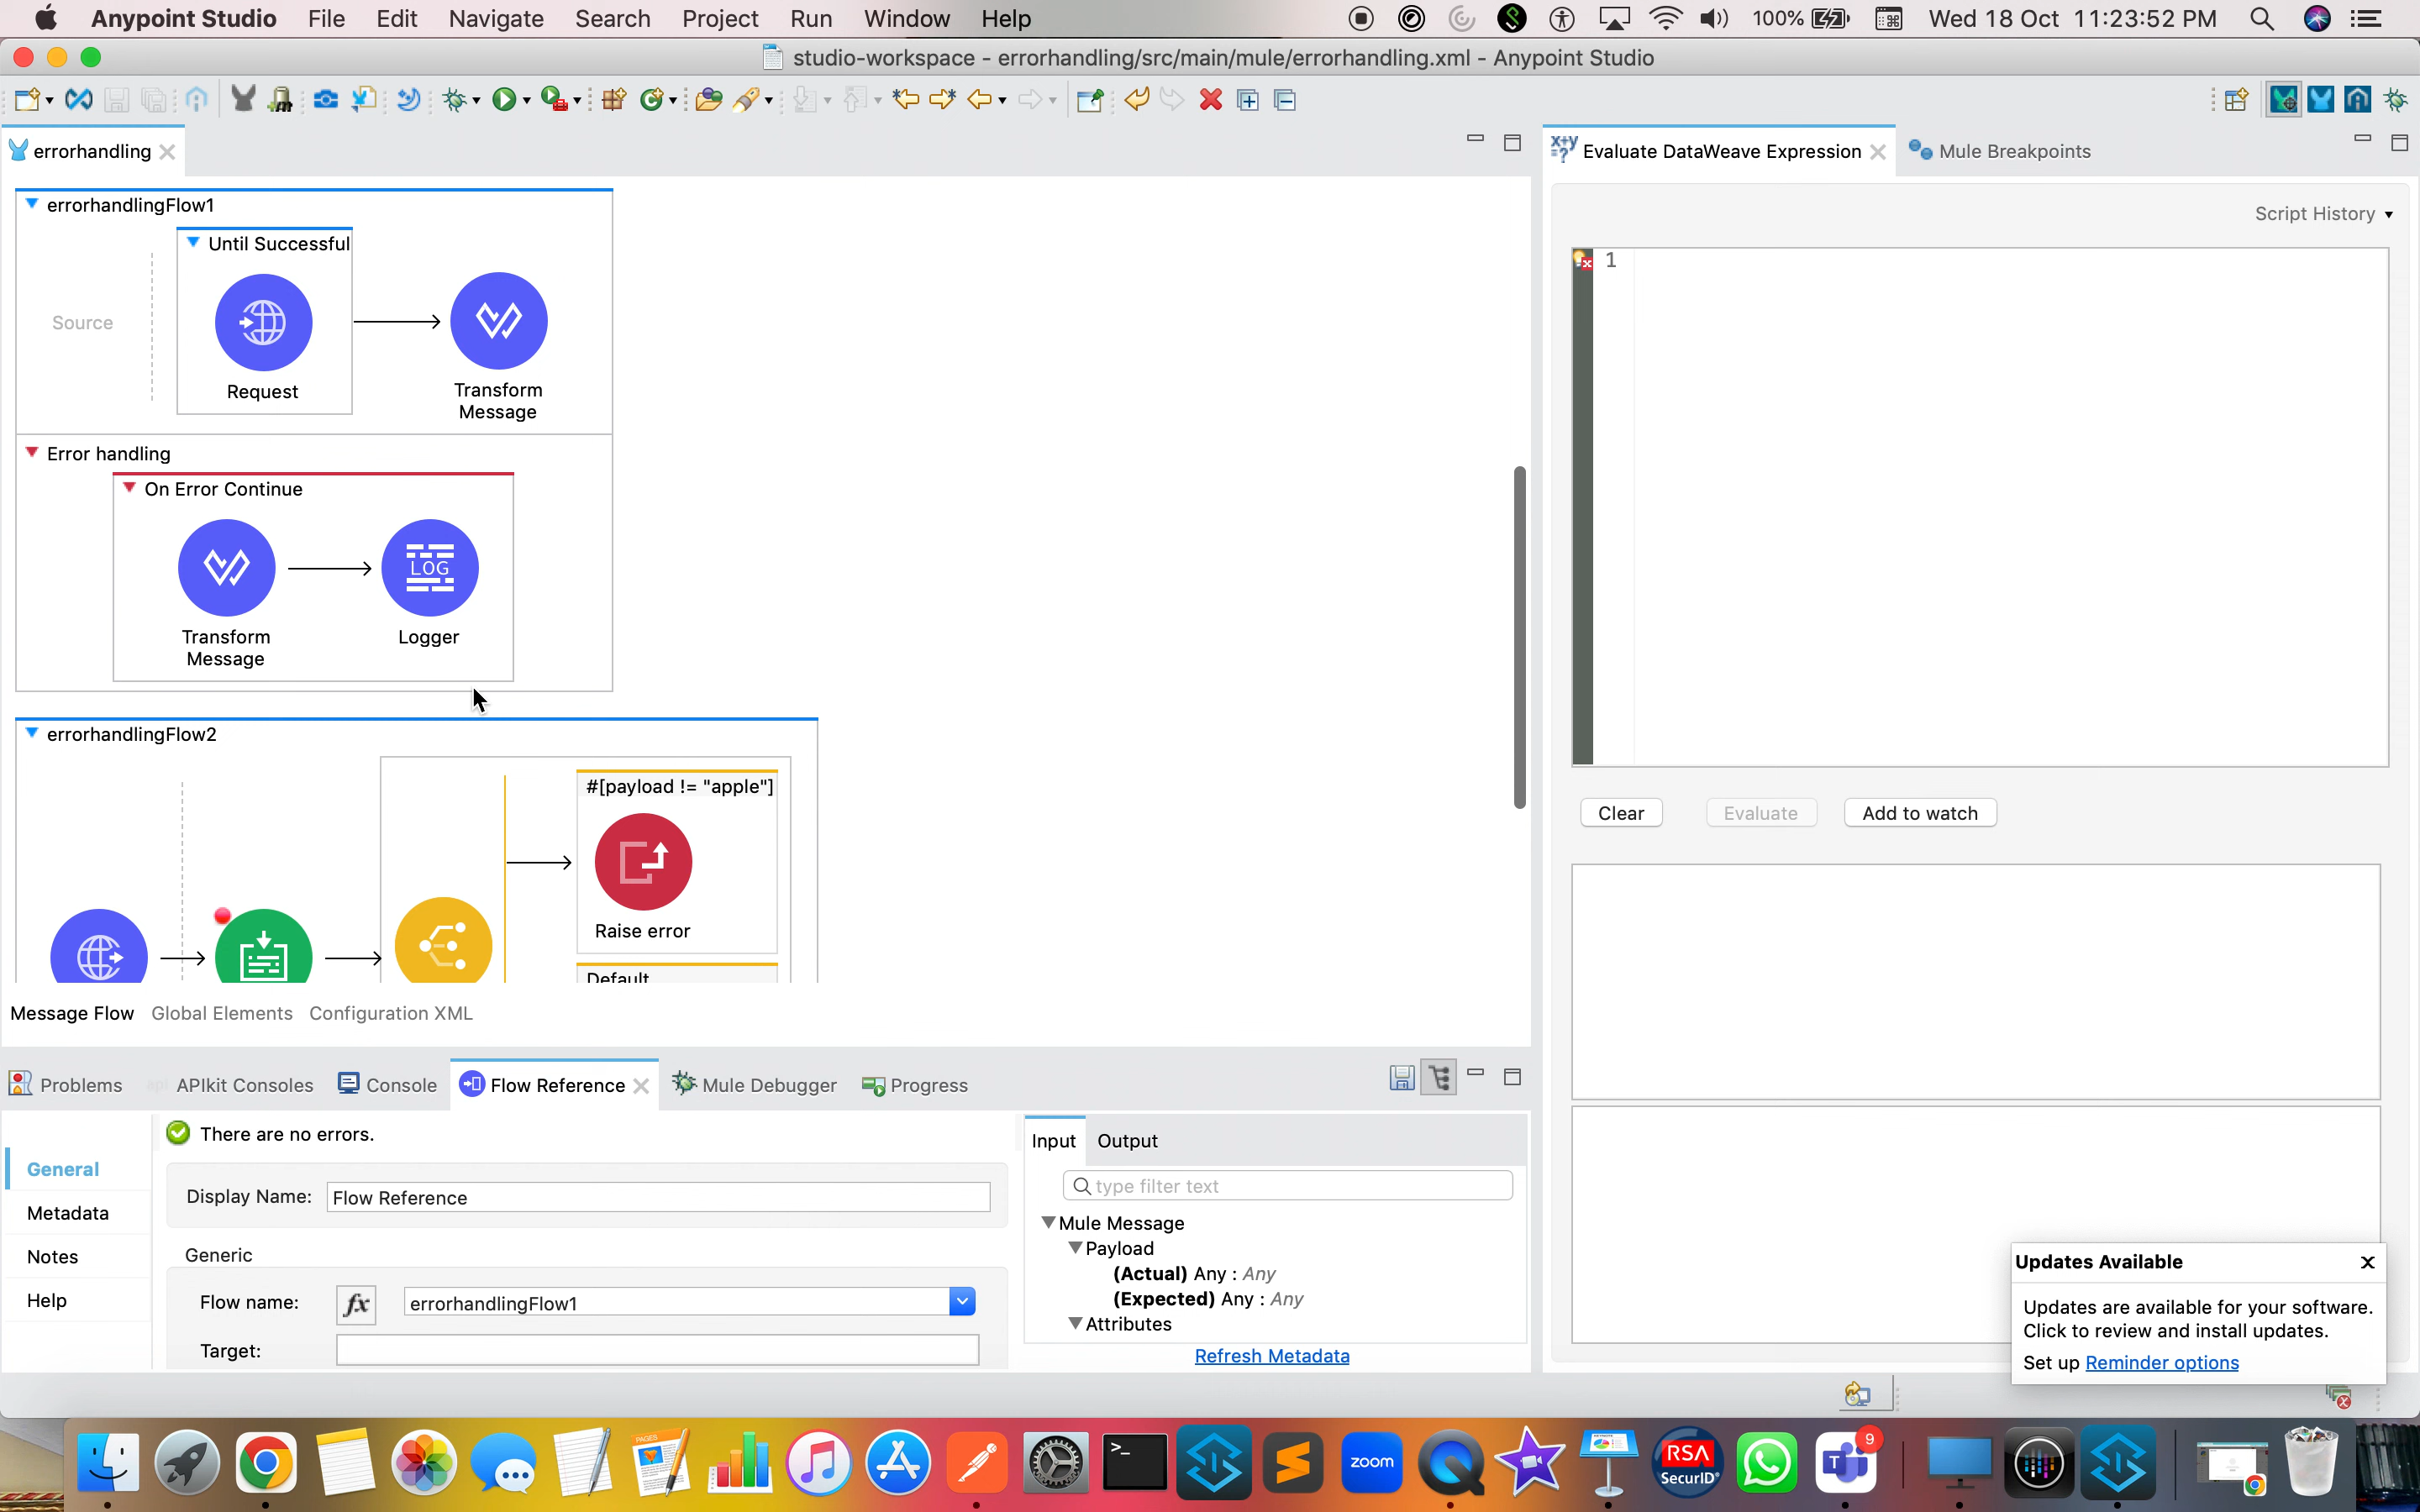 Anypoint Studio File Edit Navigate Search Project Run Window Help 100% Wed 18 Oct 11:23:52 PM
studio-workspace - errorhandling/src/main/mule/errorhandling.xml - Anypoint Studio
errorhandling
Evaluate DataWeave Expression Mule Breakpoints
errorhandlingFlow1
Script History
Until Successful
1
Source
Request
Transform
Message
Error handling
On Error Continue
LOG
Transform
Message
Logger
errorhandlingFlow2
#[payload != "apple"]
Raise error
Default
Clear Evaluate Add to watch
Message Flow Global Elements Configuration XML
Problems APIkit Consoles Console Flow Reference Mule Debugger Progress
There are no errors.
General
Metadata
Notes
Help
Display Name: Flow Reference
Generic
Flow name: fx errorhandlingFlow1
Target:
Input Output
type filter text
Mule Message
Payload
(Actual) Any : Any
(Expected) Any : Any
Attributes
Refresh Metadata
Updates Available
Updates are available for your software.
Click to review and install updates.
Set up Reminder options
PAGES
zoom
RSA
SecurID
9